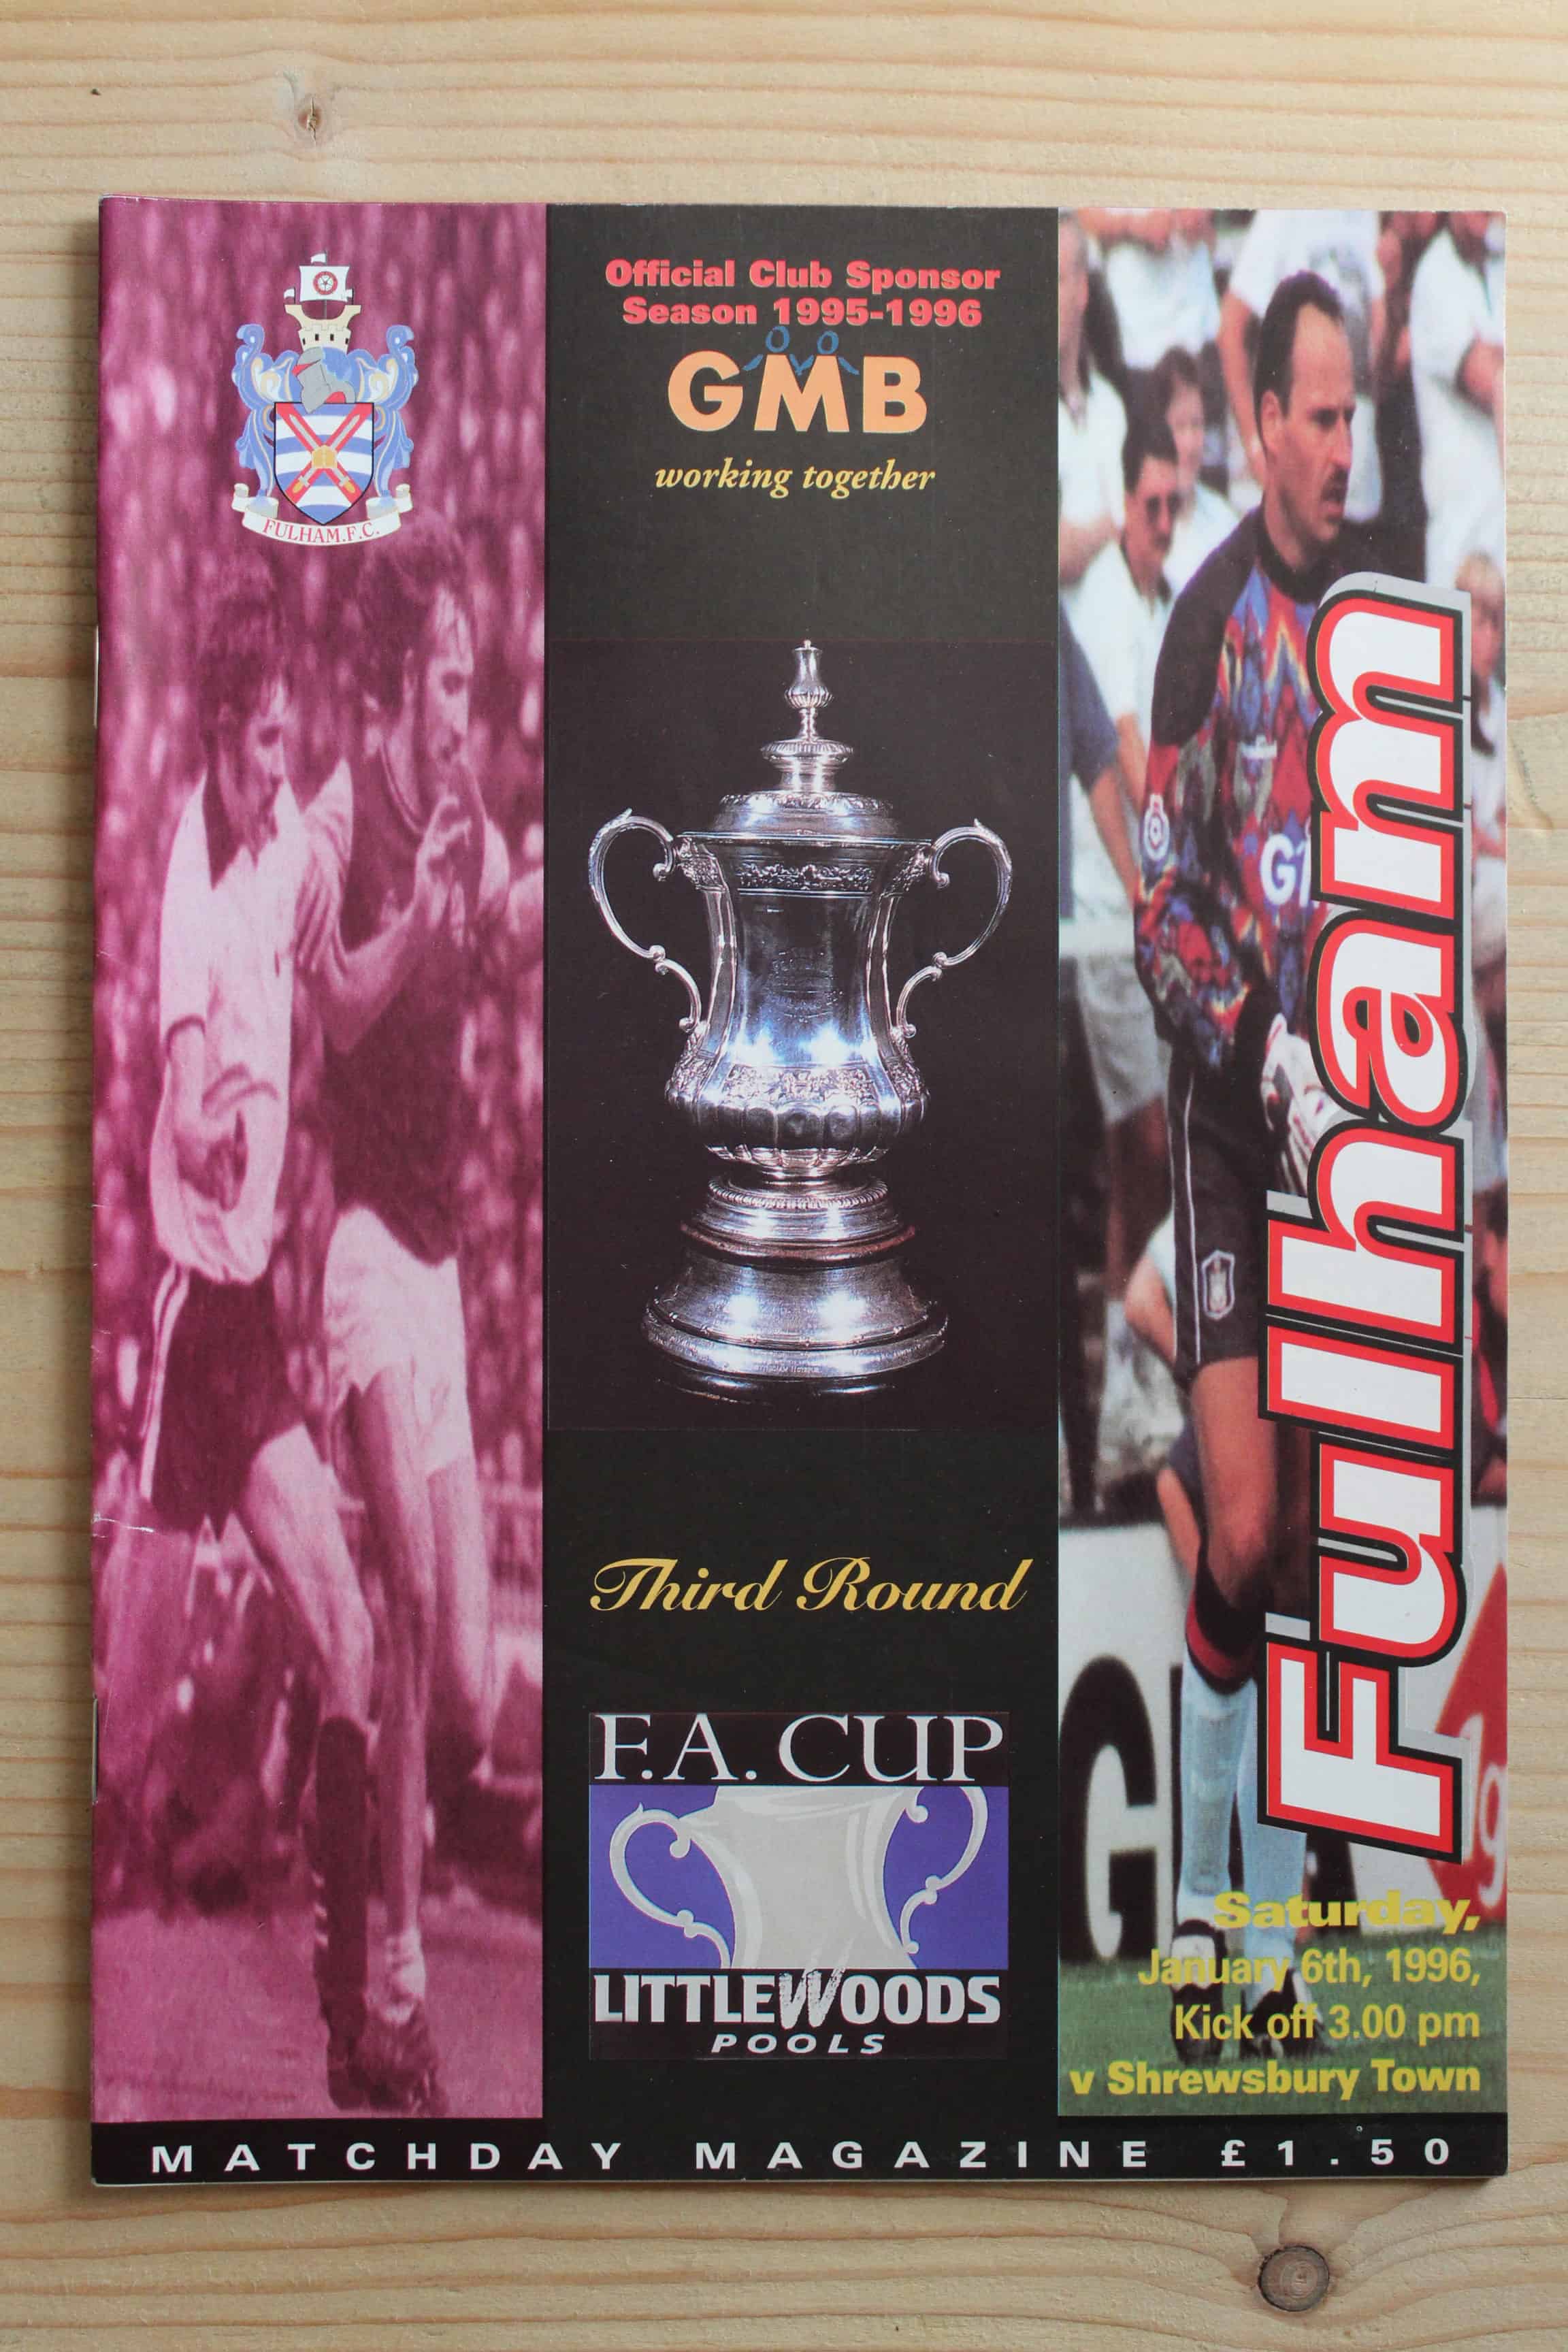 FULHAM.F.C.
Official Club Sponsor
Season 1995-1996
GMB
working together
Fulham
Third Round
F.A. CUP
LITTLEWOODS
POOLS
Saturday,
January 6th, 1996,
Kick off 3.00 pm
v Shrewsbury Town
MATCHDAY MAGAZINE £1.50